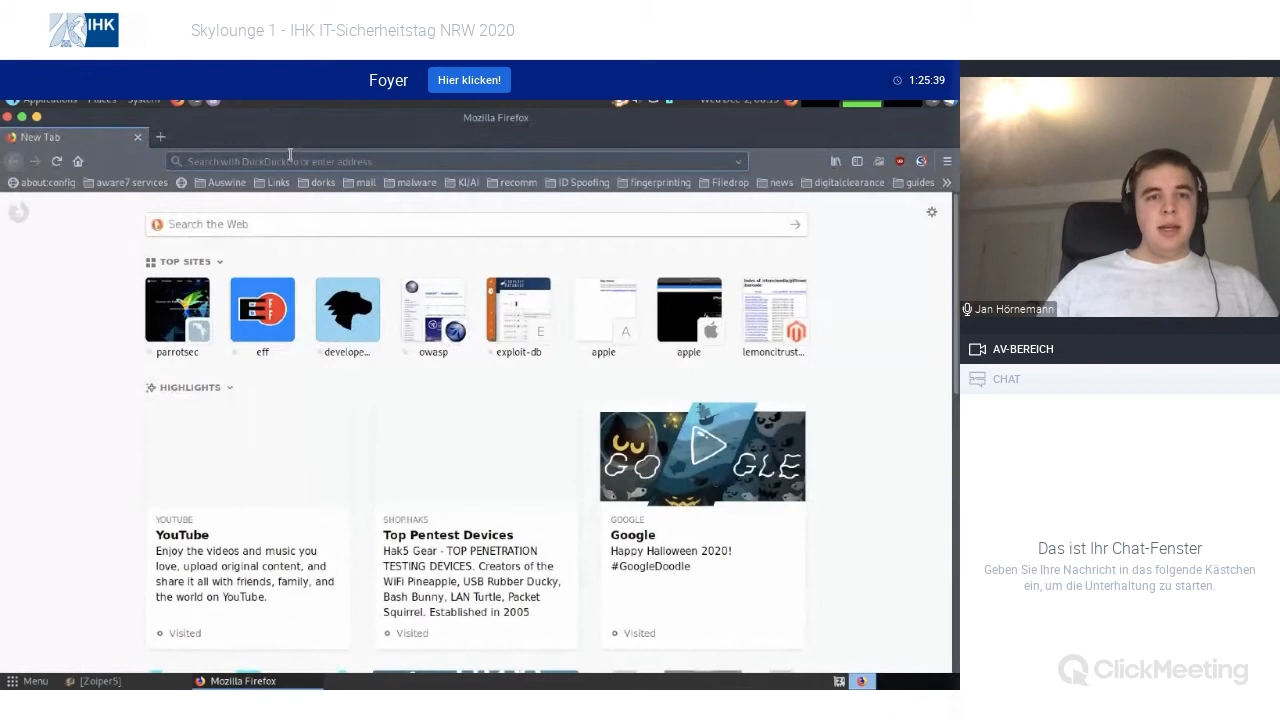 IHK
Skylounge 1 - IHK IT-Sicherheitstag NRW 2020
Foyer
Hier klicken!
1:25:39
Applications Places System
Mozilla Firefox
New Tab
Search with DuckDuckGo or enter address
about:config
aware7 services
Auswine
Links
dorks
mail
malware
KI/AI
recomm
ID Spoofing
fingerprinting
Filedrop
news
digitalclearance
guides
Search the Web
TOP SITES
parrotsec
eff
develope...
owasp
exploit-db
apple
apple
lemoncitrust...
E
A
HIGHLIGHTS
GO GLE
YOUTUBE
YouTube
Enjoy the videos and music you
love, upload original content, and
share it all with friends, family, and
the world on YouTube.
Visited
SHOP.HAK5
Top Pentest Devices
Hak5 Gear - TOP PENETRATION
TESTING DEVICES. Creators of the
WiFi Pineapple, USB Rubber Ducky,
Bash Bunny, LAN Turtle, Packet
Squirrel. Established in 2005
Visited
GOOGLE
Google
Happy Halloween 2020!
#GoogleDoodle
Visited
Menu
[Zoiper5]
Mozilla Firefox
Jan Hörnemann
AV-BEREICH
CHAT
Das ist Ihr Chat-Fenster
Geben Sie Ihre Nachricht in das folgende Kästchen
ein, um die Unterhaltung zu starten.
ClickMeeting